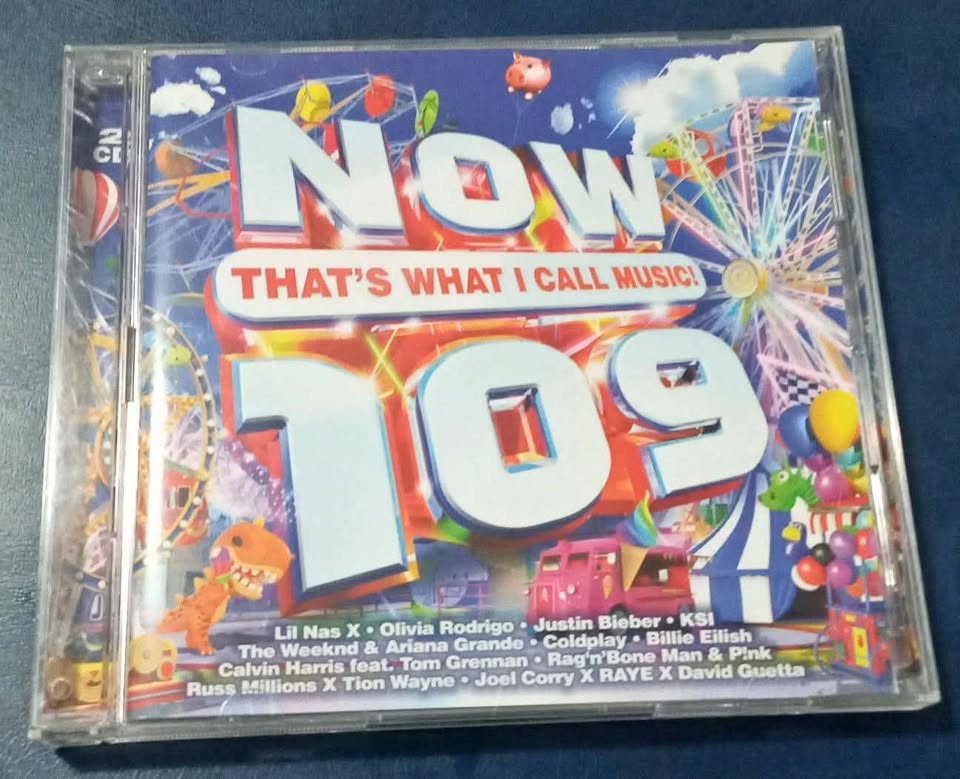 2
CD
NOW
THAT'S WHAT I CALL MUSIC!
109
Lil Nas X • Olivia Rodrigo • Justin Bieber • KSI
The Weeknd & Ariana Grande • Coldplay • Billie Eilish
Calvin Harris feat. Tom Grennan • Rag'n'Bone Man & P!nk
Russ Millions X Tion Wayne • Joel Corry X RAYE X David Guetta